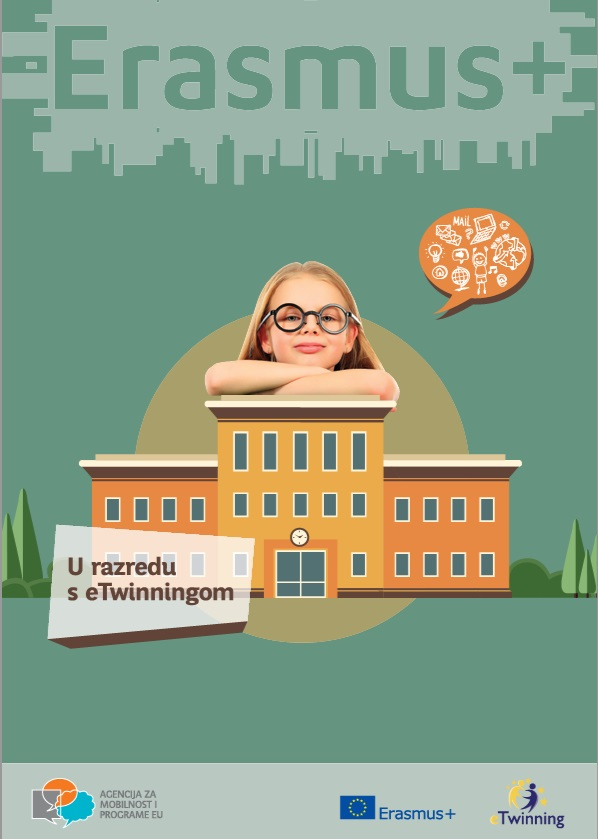 Erasmus+
MAIL
?
@
@
U razredu
s eTwinningom
AGENCIJA ZA
MOBILNOST I
PROGRAME EU
Erasmus+
eTwinning